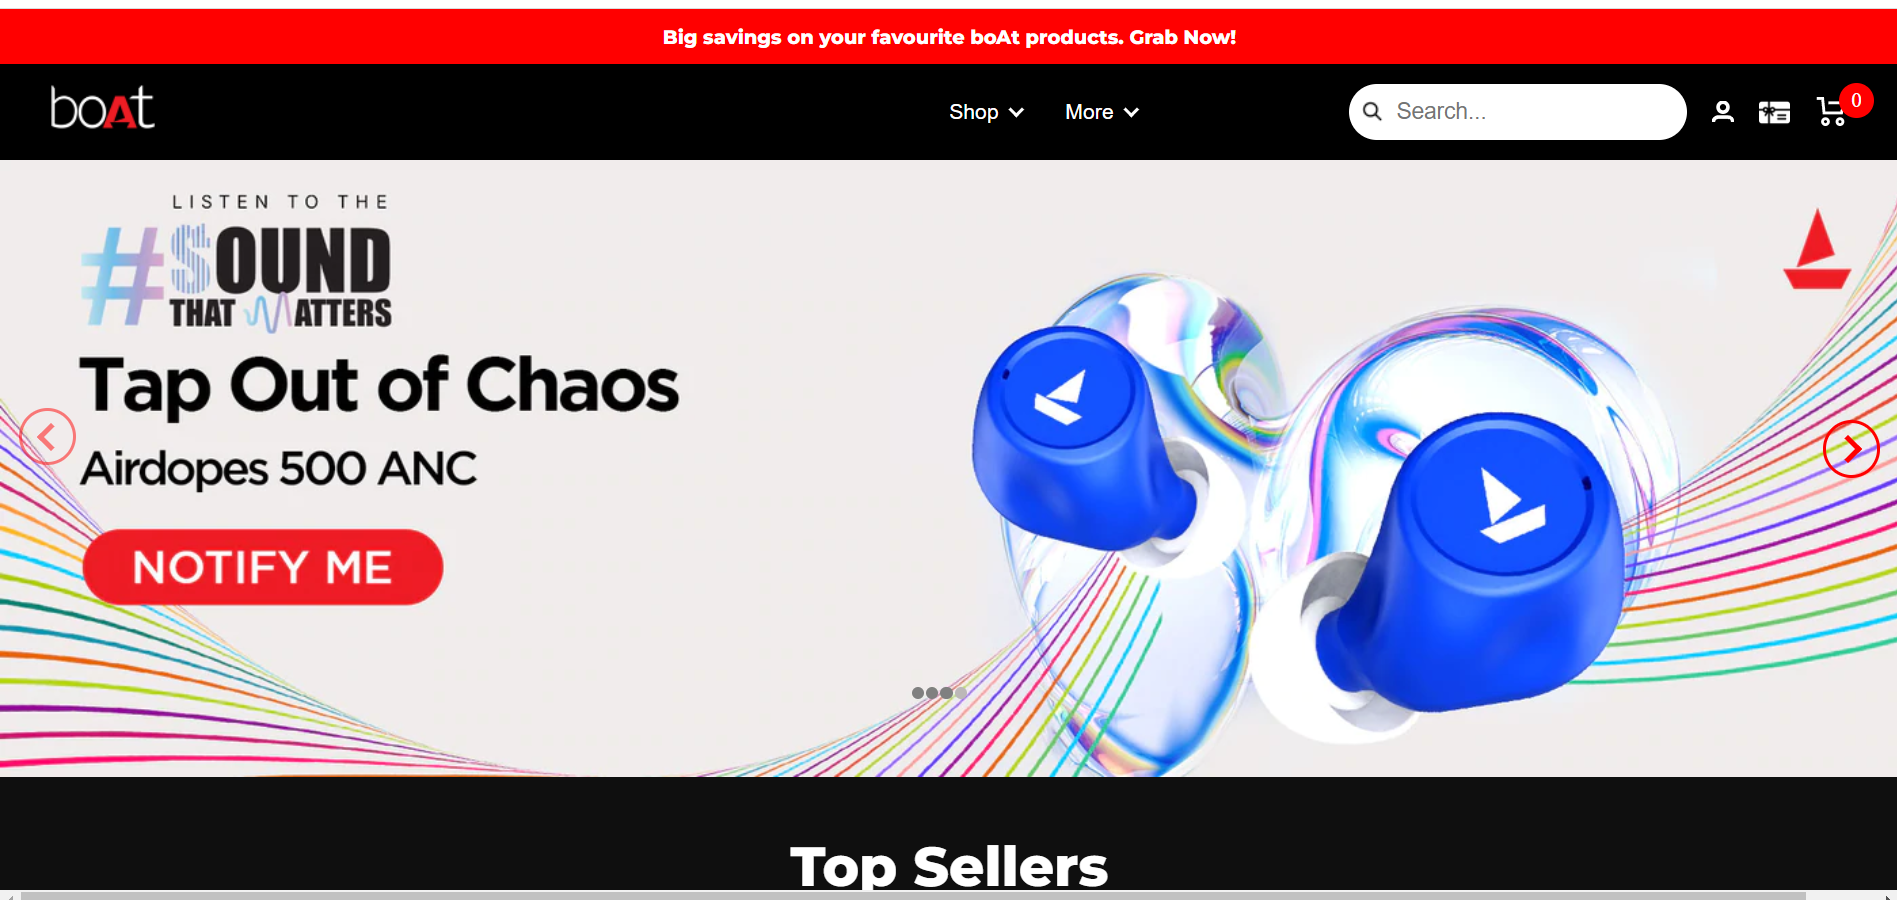 Big savings on your favourite boAt products. Grab Now!
boAt
Shop
More
Search...
0
LISTEN TO THE
#SOUND
THAT MATTERS
Tap Out of Chaos
Airdopes 500 ANC
NOTIFY ME
Top Sellers